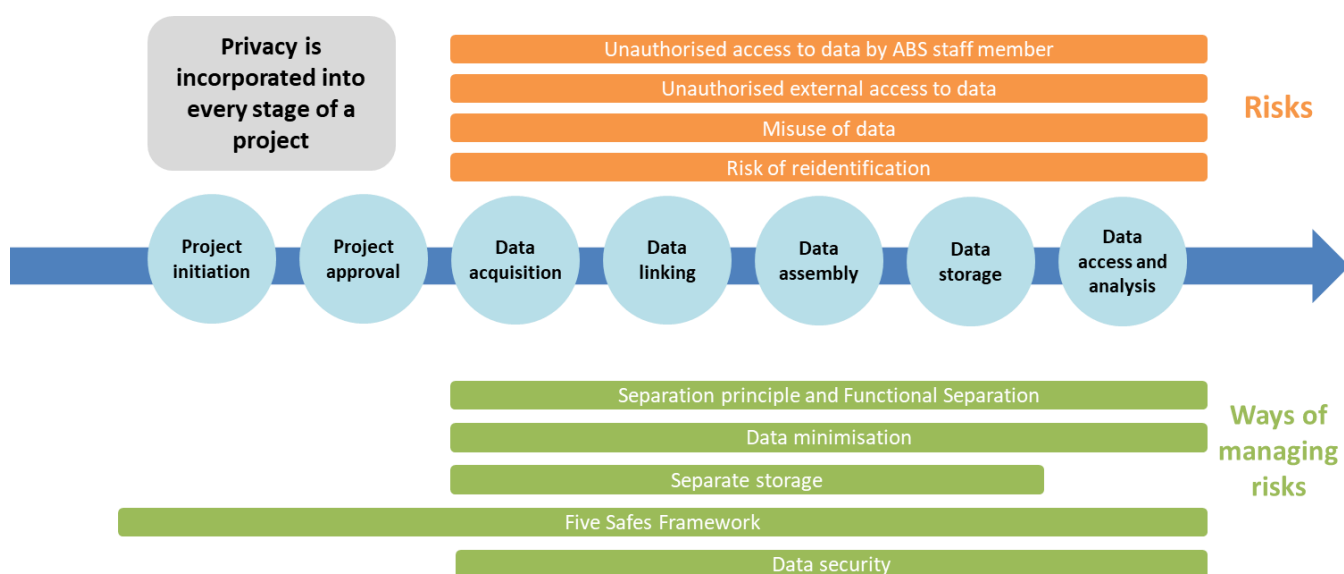 Privacy is
incorporated into
every stage of a
project
Unauthorised access to data by ABS staff member
Unauthorised external access to data
Misuse of data
Risk of reidentification
Risks
Project
initiation
Project
approval
Data
acquisition
Data
linking
Data
assembly
Data
storage
Data
access and
analysis
Separation principle and Functional Separation
Data minimisation
Separate storage
Five Safes Framework
Data security
Ways of
managing
risks